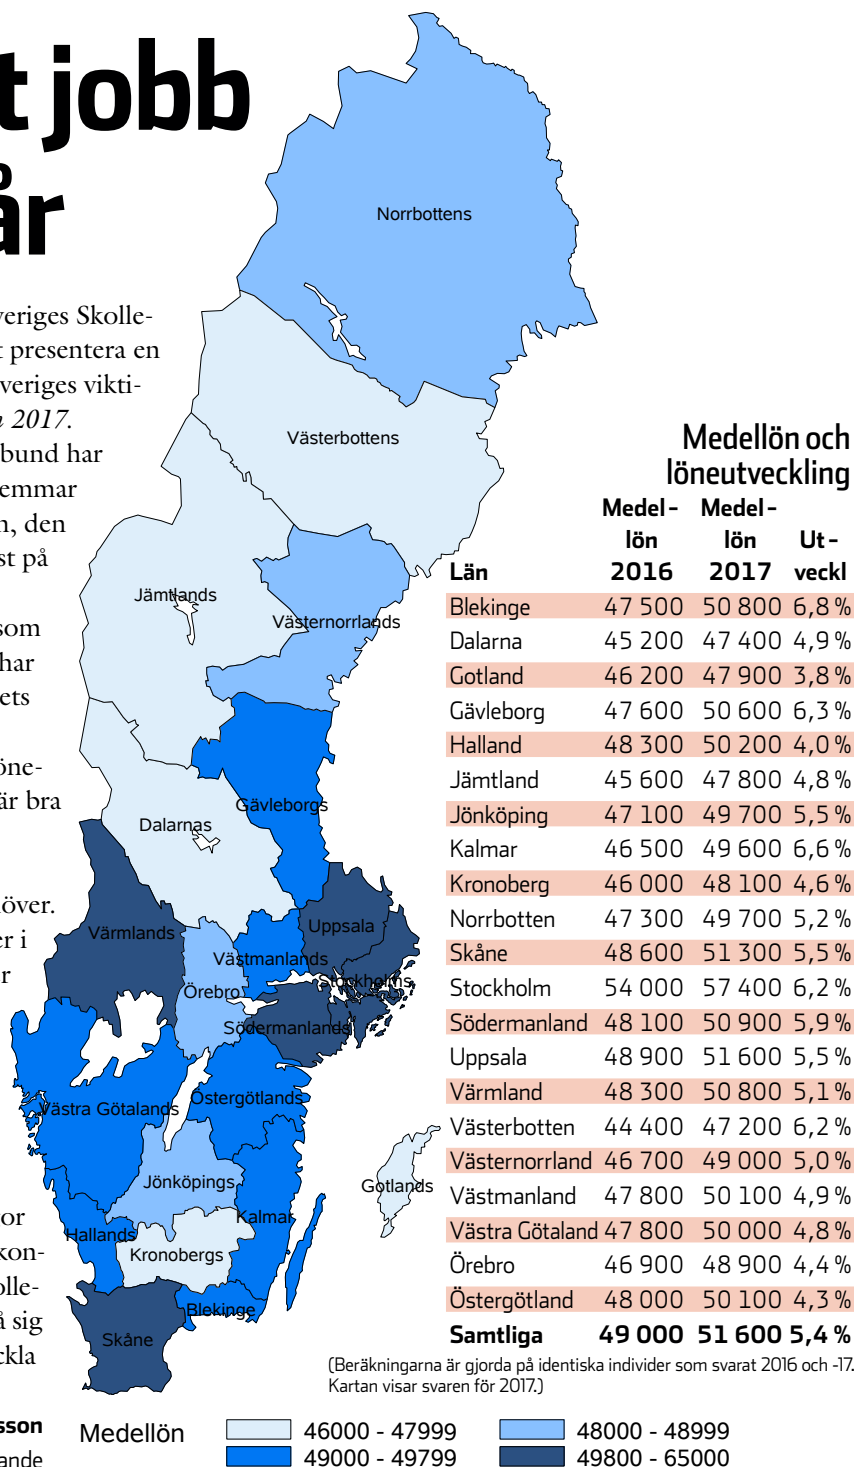 t jobb
år
veriges Skolle-
t presentera en
veriges vikti-
n 2017.
bund har
emmar
n, den
st på
som
har
ets
öne-
är bra
över.
er i
r
or
kon-
olle-
å sig
ckla
sson
ande
Norrbottens
Västerbottens
Jämtlands
Västernorrlands
Gävleborgs
Dalarnas
Uppsala
Värmlands
Västmanlands
Stockholms
Örebro
Södermanlands
Östergötlands
Västra Götalands
Jönköpings
Gotlands
Kalmar
Hallands
Kronobergs
Blekinge
Skåne
Medellön och
löneutveckling
Medel- Medel-
lön lön Ut-
Län 2016 2017 veckl
Blekinge 47 500 50 800 6,8 %
Dalarna 45 200 47 400 4,9 %
Gotland 46 200 47 900 3,8 %
Gävleborg 47 600 50 600 6,3 %
Halland 48 300 50 200 4,0 %
Jämtland 45 600 47 800 4,8 %
Jönköping 47 100 49 700 5,5 %
Kalmar 46 500 49 600 6,6 %
Kronoberg 46 000 48 100 4,6 %
Norrbotten 47 300 49 700 5,2 %
Skåne 48 600 51 300 5,5 %
Stockholm 54 000 57 400 6,2 %
Södermanland 48 100 50 900 5,9 %
Uppsala 48 900 51 600 5,5 %
Värmland 48 300 50 800 5,1 %
Västerbotten 44 400 47 200 6,2 %
Västernorrland 46 700 49 000 5,0 %
Västmanland 47 800 50 100 4,9 %
Västra Götaland 47 800 50 000 4,8 %
Örebro 46 900 48 900 4,4 %
Östergötland 48 000 50 100 4,3 %
Samtliga 49 000 51 600 5,4 %
(Beräkningarna är gjorda på identiska individer som svarat 2016 och -17.
Kartan visar svaren för 2017.)
Medellön
46000 - 47999
48000 - 48999
49000 - 49799
49800 - 65000